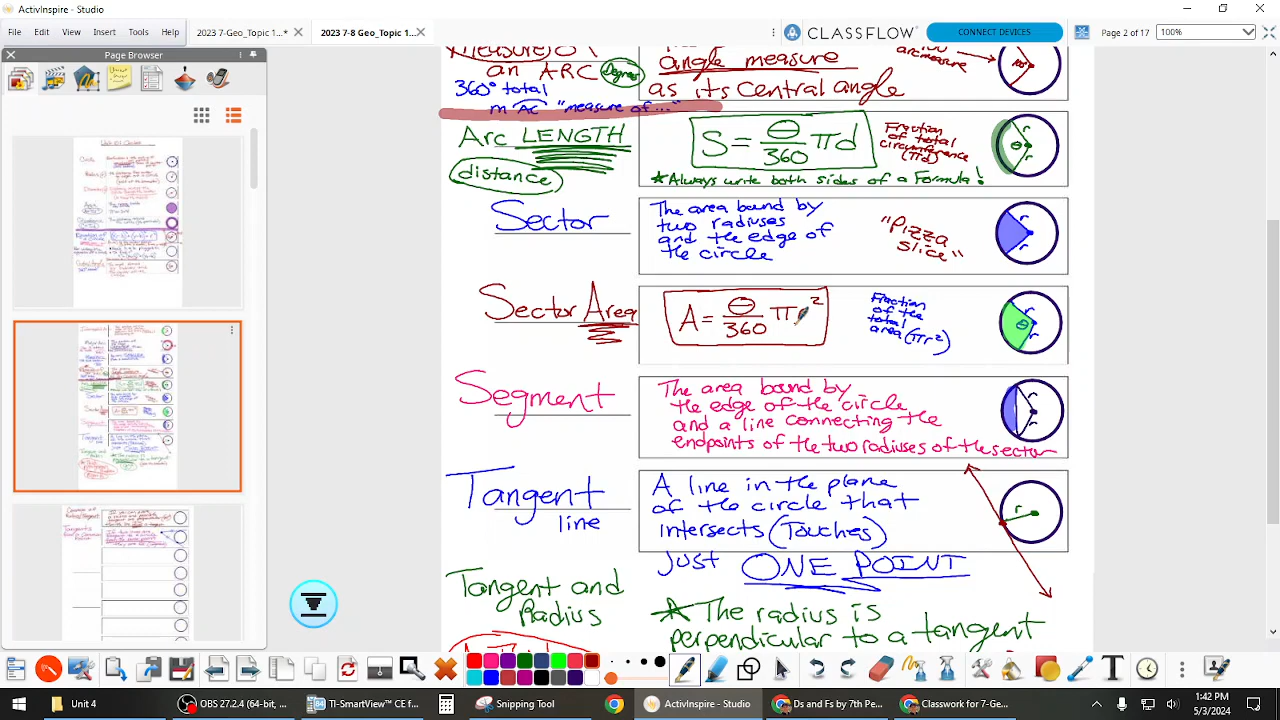 ActivInspire - Studio
File Edit View Insert Tools Help
2023 7-Geo_Topic 1...*
2023 7-8 Geo_Topic 1...
CLASSFLOW
CONNECT DEVICES
Page 2 of 17
100%
Page Browser
Measure of
an ARC Degrees
360° total
m AC "measure of..."
angle measure
as its central angle
arc measure
Arc LENGTH
distance
S = Θ/360 πd
Fraction
of total
circumference
(πd)
*Always write both sides of a Formula!
Θ r r
Sector
The area bound by
two radiuses
and the edge of
the circle
"Pizza
slice"
r r
Sector Area
A = Θ/360 πr²
Fraction
of the
total
area (πr²)
Θ r r
Segment
The area bound by
the edge of the circle
and a line connecting the
endpoints of the two radiuses of the sector
r r
Tangent
line
A line in the plane
of the circle that
intersects (Touches)
just ONE POINT
r
Tangent and
Radius
* The radius is
perpendicular to a tangent
Unit 4
OBS 27.2.4 (64-bit, ...
TI-SmartView™ CE F...
Snipping Tool
ActivInspire - Studio
Ds and Fs by 7th Pe...
Classwork for 7-Ge...
1:42 PM
5/3/2024